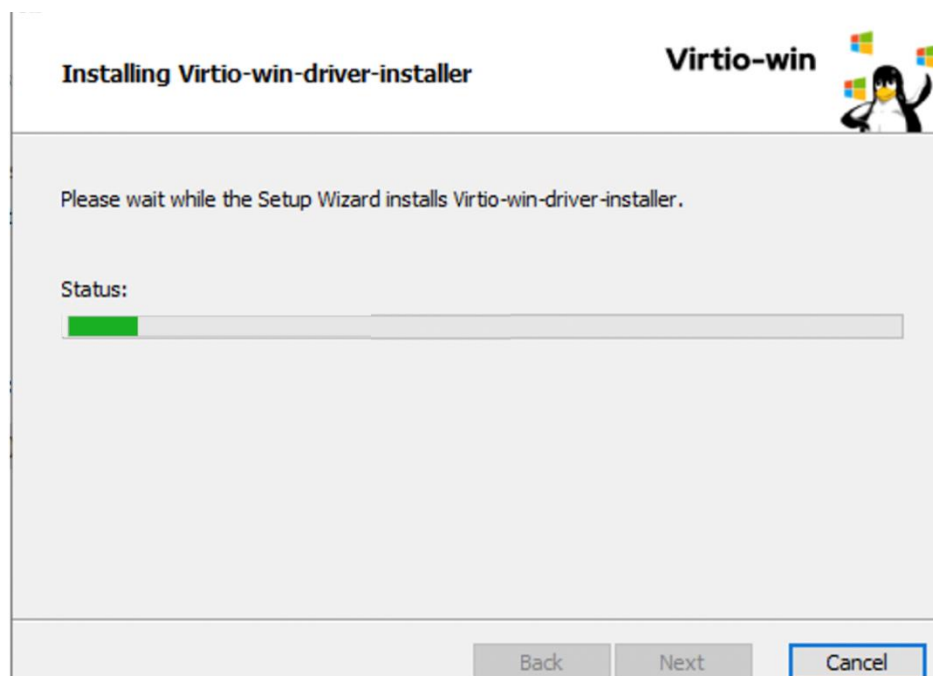 Installing Virtio-win-driver-installer
Virtio-win
Please wait while the Setup Wizard installs Virtio-win-driver-installer.
Status:
Back
Next
Cancel